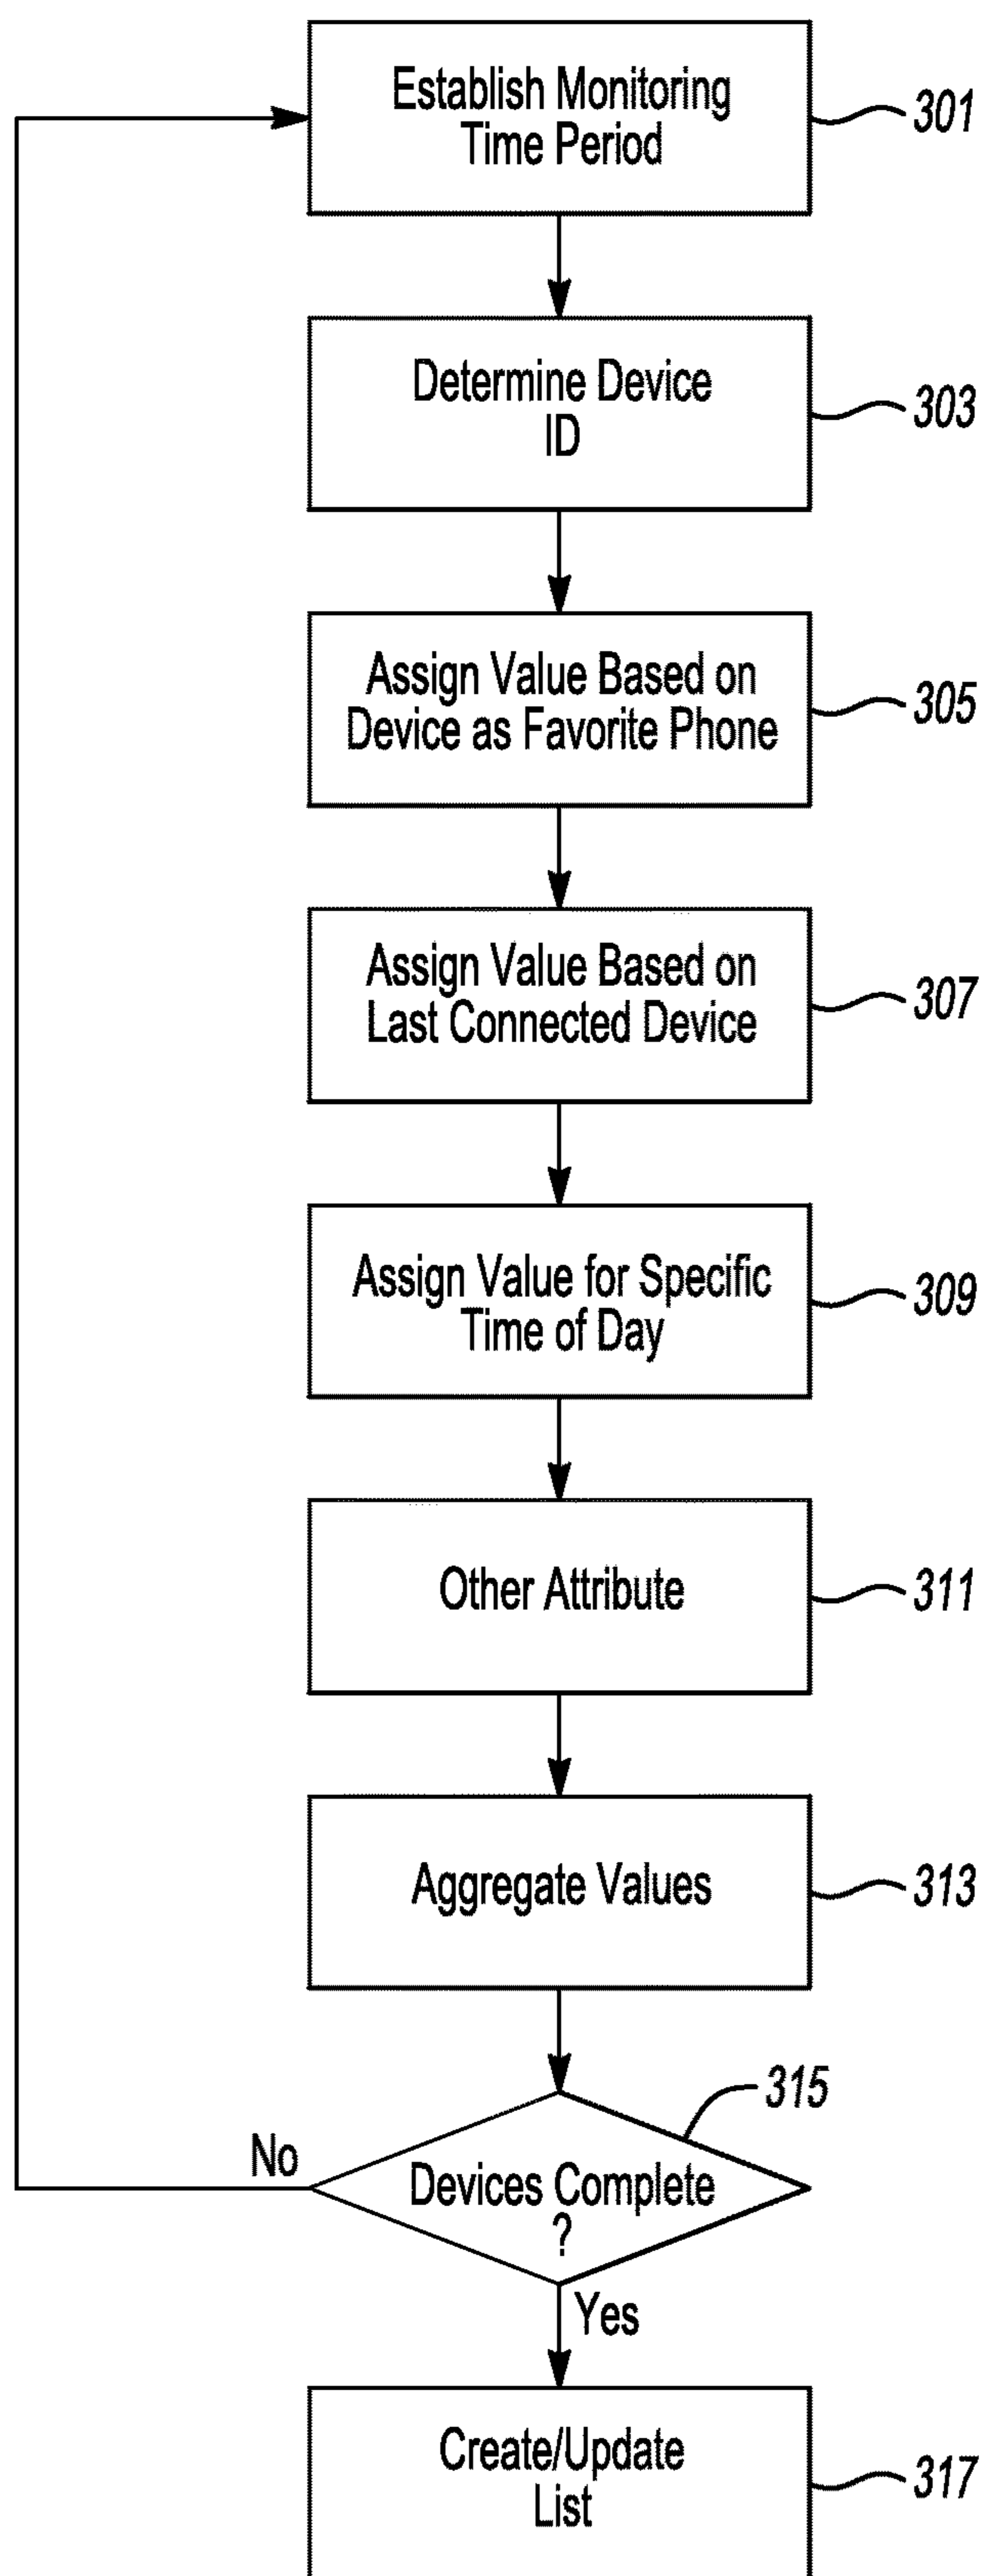 Establish Monitoring
Time Period
301
Determine Device
ID
303
Assign Value Based on
Device as Favorite Phone
305
Assign Value Based on
Last Connected Device
307
Assign Value for Specific
Time of Day
309
Other Attribute
311
Aggregate Values
313
315
No
Devices Complete
?
Yes
Create/Update
List
317